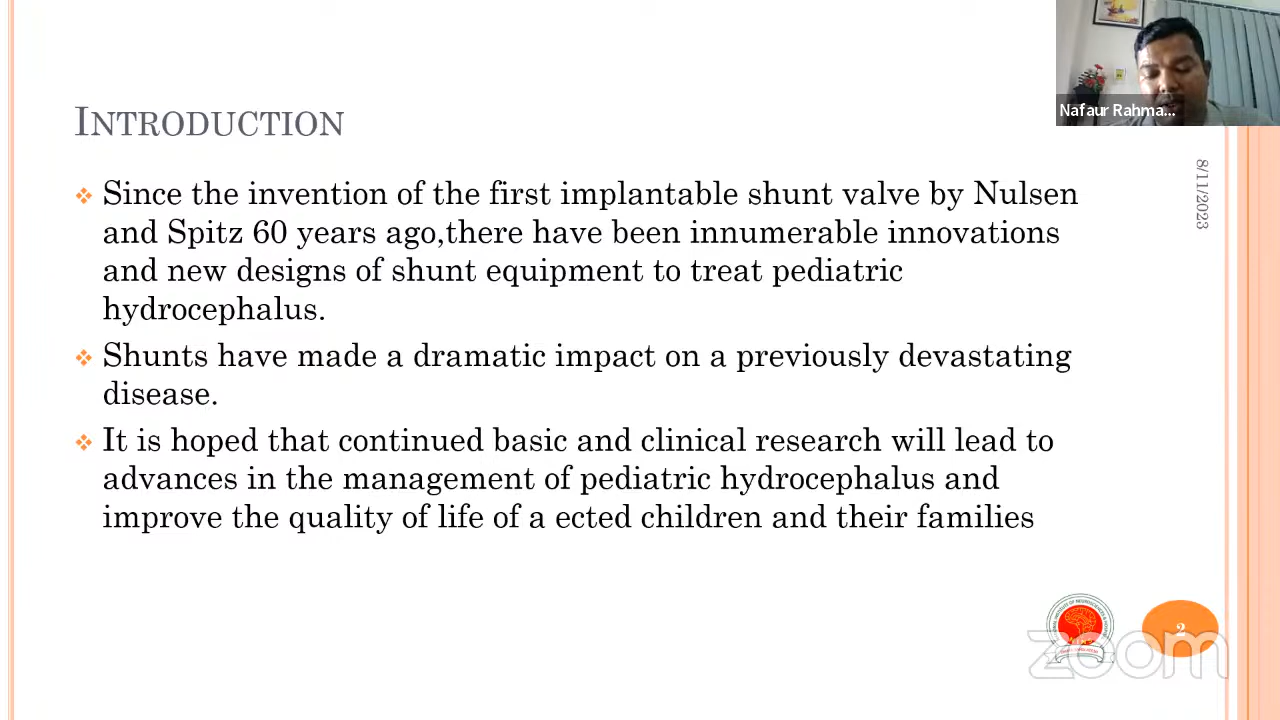 Nafaur Rahma...
INTRODUCTION
8/11/2023
❖ Since the invention of the first implantable shunt valve by Nulsen
and Spitz 60 years ago,there have been innumerable innovations
and new designs of shunt equipment to treat pediatric
hydrocephalus.
❖ Shunts have made a dramatic impact on a previously devastating
disease.
❖ It is hoped that continued basic and clinical research will lead to
advances in the management of pediatric hydrocephalus and
improve the quality of life of a ected children and their families
2
zoom